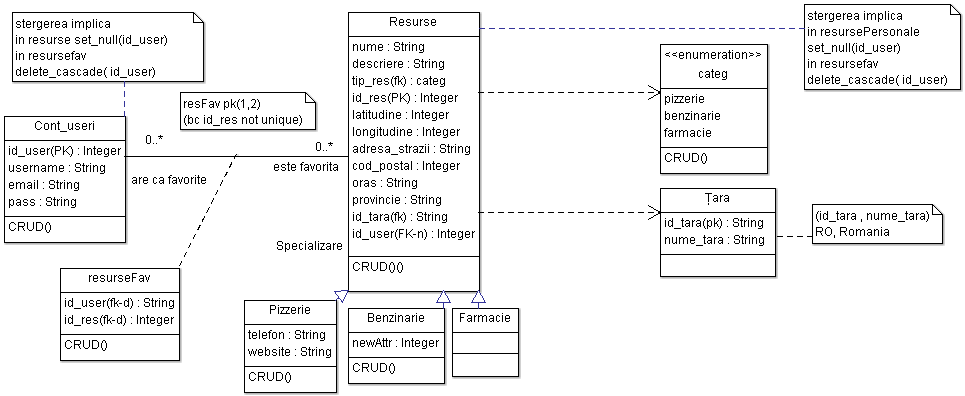 stergerea implica
in resurse set_null(id_user)
in resursefav
delete_cascade( id_user)
resFav pk(1,2)
(bc id_res not unique)
Cont_useri
id_user(PK) : Integer
username : String
email : String
pass : String
CRUD()
0..*
0..*
are ca favorite
este favorita
Specializare
resurseFav
id_user(fk-d) : String
id_res(fk-d) : Integer
CRUD()
Resurse
nume : String
descriere : String
tip_res(fk) : categ
id_res(PK) : Integer
latitudine : Integer
longitudine : Integer
adresa_strazii : String
cod_postal : Integer
oras : String
provincie : String
id_tara(fk) : String
id_user(FK-n) : Integer
CRUD()()
Pizzerie
telefon : String
website : String
CRUD()
Benzinarie
newAttr : Integer
CRUD()
Farmacie
<<enumeration>>
categ
pizzerie
benzinarie
farmacie
CRUD()
stergerea implica
in resursePersonale
set_null(id_user)
in resursefav
delete_cascade( id_user)
Țara
id_tara(pk) : String
nume_tara : String
(id_tara , nume_tara)
RO, Romania